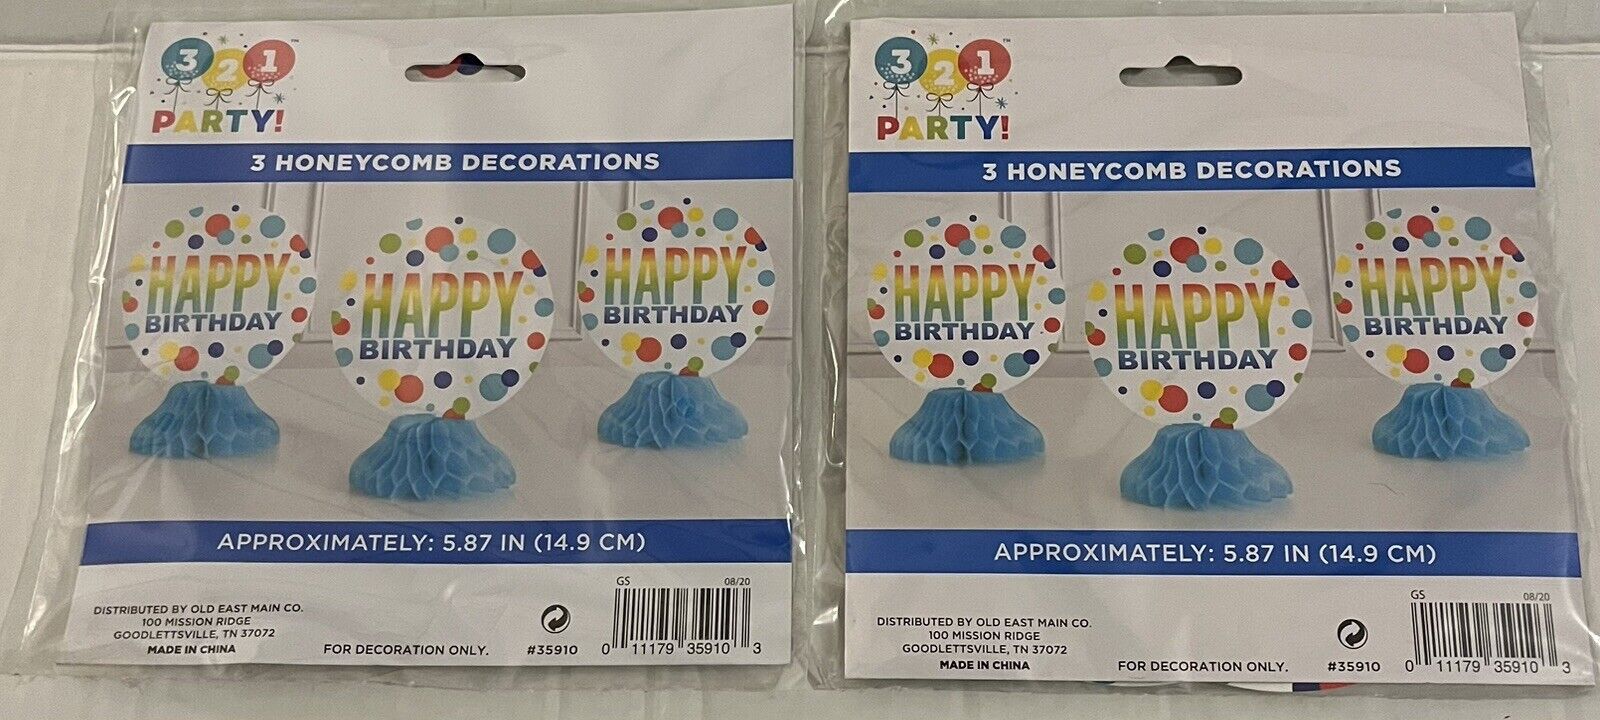 3 2 1 ™
PARTY!
3 HONEYCOMB DECORATIONS
HAPPY
BIRTHDAY
HAPPY
BIRTHDAY
HAPPY
BIRTHDAY
APPROXIMATELY: 5.87 IN (14.9 CM)
DISTRIBUTED BY OLD EAST MAIN CO.
100 MISSION RIDGE
GOODLETTSVILLE, TN 37072
MADE IN CHINA
FOR DECORATION ONLY.
#35910
GS 08/20
0 11179 35910 3
3 2 1 ™
PARTY!
3 HONEYCOMB DECORATIONS
HAPPY
BIRTHDAY
HAPPY
BIRTHDAY
HAPPY
BIRTHDAY
APPROXIMATELY: 5.87 IN (14.9 CM)
DISTRIBUTED BY OLD EAST MAIN CO.
100 MISSION RIDGE
GOODLETTSVILLE, TN 37072
MADE IN CHINA
FOR DECORATION ONLY.
#35910
GS 08/20
0 11179 35910 3